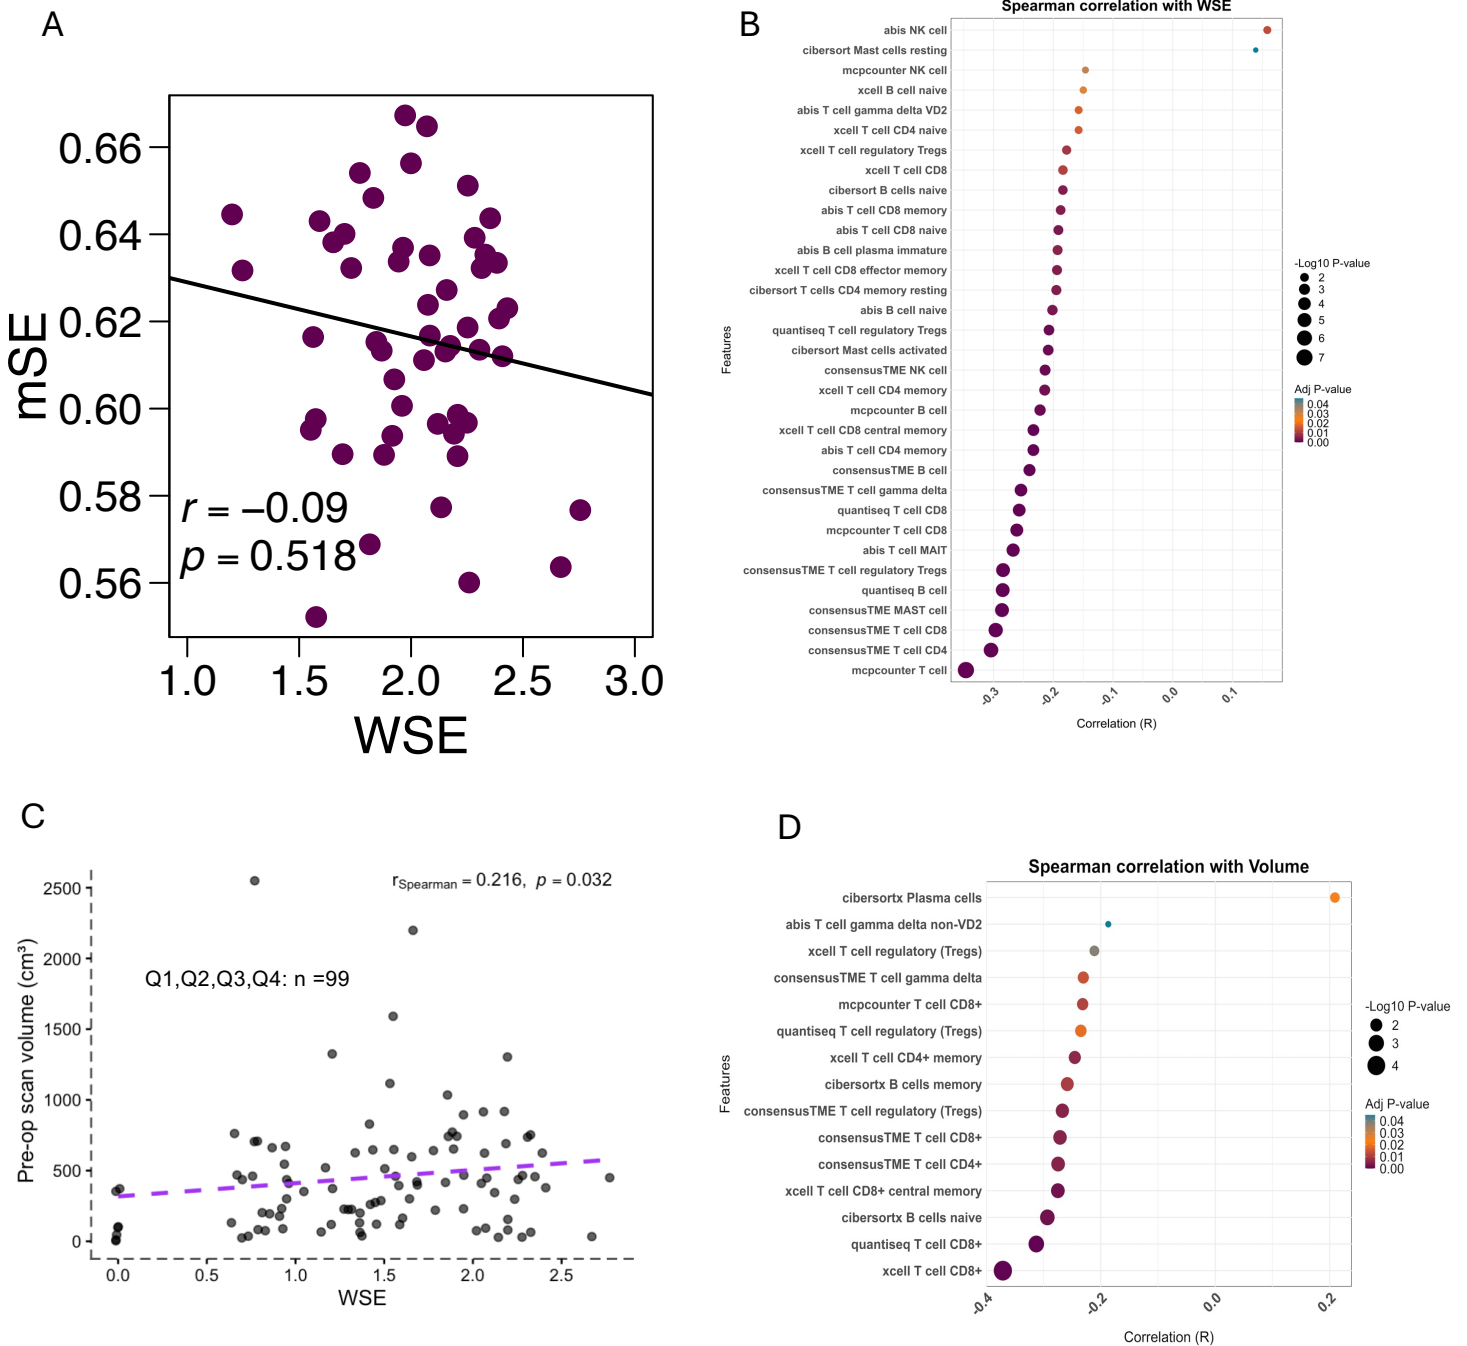 A
0.66
0.64
0.62
0.60
0.58
0.56
mSE
r = −0.09
p = 0.518
1.0 1.5 2.0 2.5 3.0
WSE
B
Spearman correlation with WSE
abis NK cell
cibersort Mast cells resting
mcpcounter NK cell
xcell B cell naive
abis T cell gamma delta VD2
xcell T cell CD4 naive
xcell T cell regulatory Tregs
xcell T cell CD8
cibersort B cells naive
abis T cell CD8 memory
abis T cell CD8 naive
abis B cell plasma immature
xcell T cell CD8 effector memory
cibersort T cells CD4 memory resting
abis B cell naive
quantiseq T cell regulatory Tregs
cibersort Mast cells activated
consensusTME NK cell
xcell T cell CD4 memory
mcpcounter B cell
xcell T cell CD8 central memory
abis T cell CD4 memory
consensusTME B cell
consensusTME T cell gamma delta
quantiseq T cell CD8
mcpcounter T cell CD8
abis T cell MAIT
consensusTME T cell regulatory Tregs
quantiseq B cell
consensusTME MAST cell
consensusTME T cell CD8
consensusTME T cell CD4
mcpcounter T cell
Features
-0.3 -0.2 -0.1 0.0 0.1
Correlation (R)
-Log10 P-value
2
3
4
5
6
7
Adj P-value
0.04
0.03
0.02
0.01
0.00
C
rSpearman = 0.216, p = 0.032
Q1,Q2,Q3,Q4: n =99
2500
2000
1500
1000
500
0
Pre-op scan volume (cm³)
0.0 0.5 1.0 1.5 2.0 2.5
WSE
D
Spearman correlation with Volume
cibersortx Plasma cells
abis T cell gamma delta non-VD2
xcell T cell regulatory (Tregs)
consensusTME T cell gamma delta
mcpcounter T cell CD8+
quantiseq T cell regulatory (Tregs)
xcell T cell CD4+ memory
cibersortx B cells memory
consensusTME T cell regulatory (Tregs)
consensusTME T cell CD8+
consensusTME T cell CD4+
xcell T cell CD8+ central memory
cibersortx B cells naive
quantiseq T cell CD8+
xcell T cell CD8+
Features
-0.4 -0.2 0.0 0.2
Correlation (R)
-Log10 P-value
2
3
4
Adj P-value
0.04
0.03
0.02
0.01
0.00